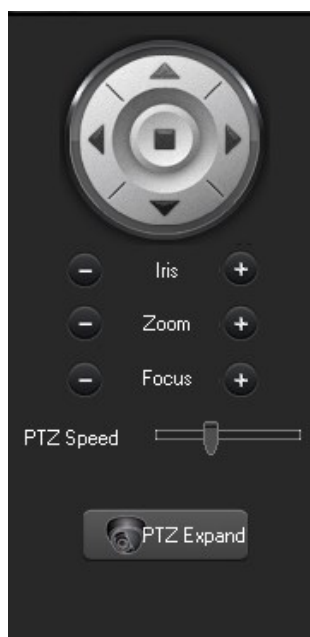 - Iris +
- Zoom +
- Focus +
PTZ Speed
PTZ Expand